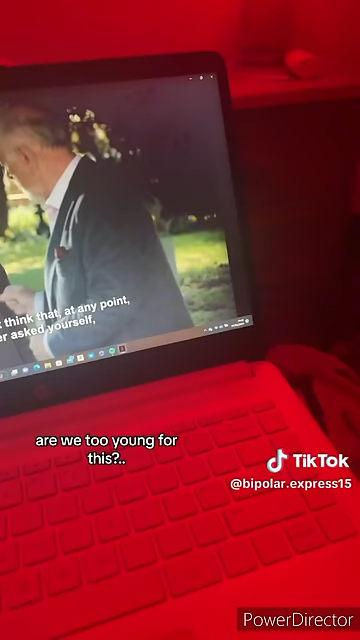 t think that, at any point,
er asked yourself,
are we too young for
this?..
TikTok
@bipolar.express15
PowerDirector